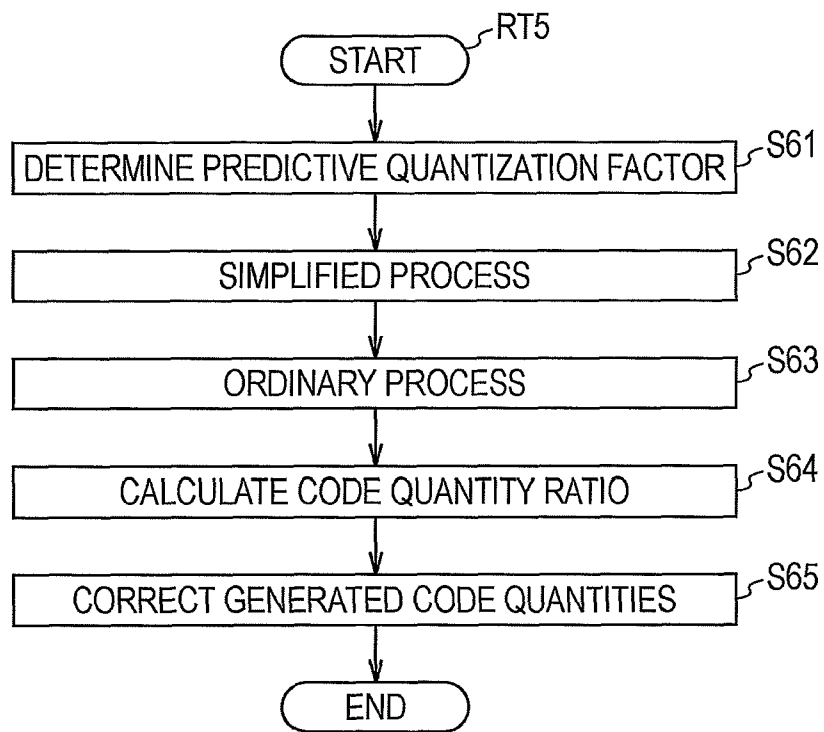 RT5
START
S61
DETERMINE PREDICTIVE QUANTIZATION FACTOR
S62
SIMPLIFIED PROCESS
S63
ORDINARY PROCESS
S64
CALCULATE CODE QUANTITY RATIO
S65
CORRECT GENERATED CODE QUANTITIES
END